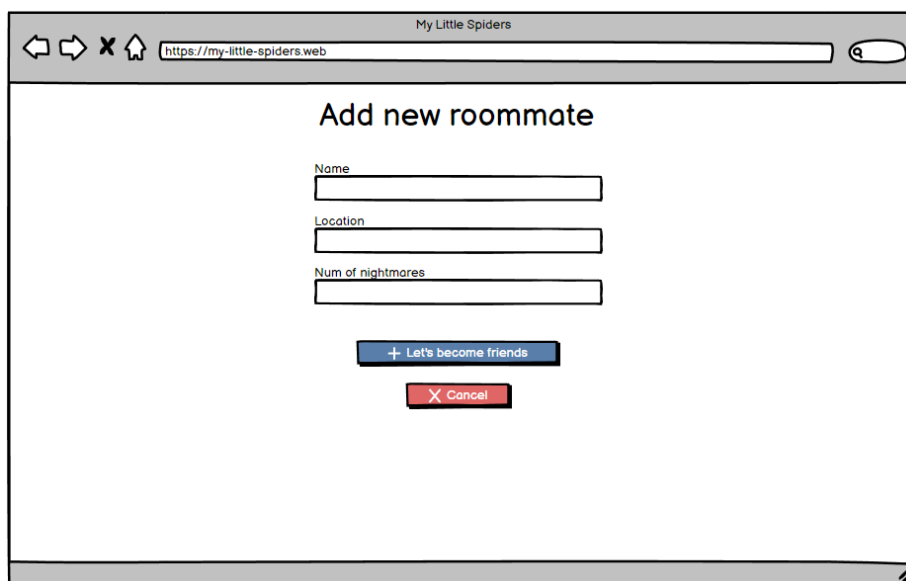 My Little Spiders
https://my-little-spiders.web
Add new roommate
Name
Location
Num of nightmares
Let's become friends
Cancel